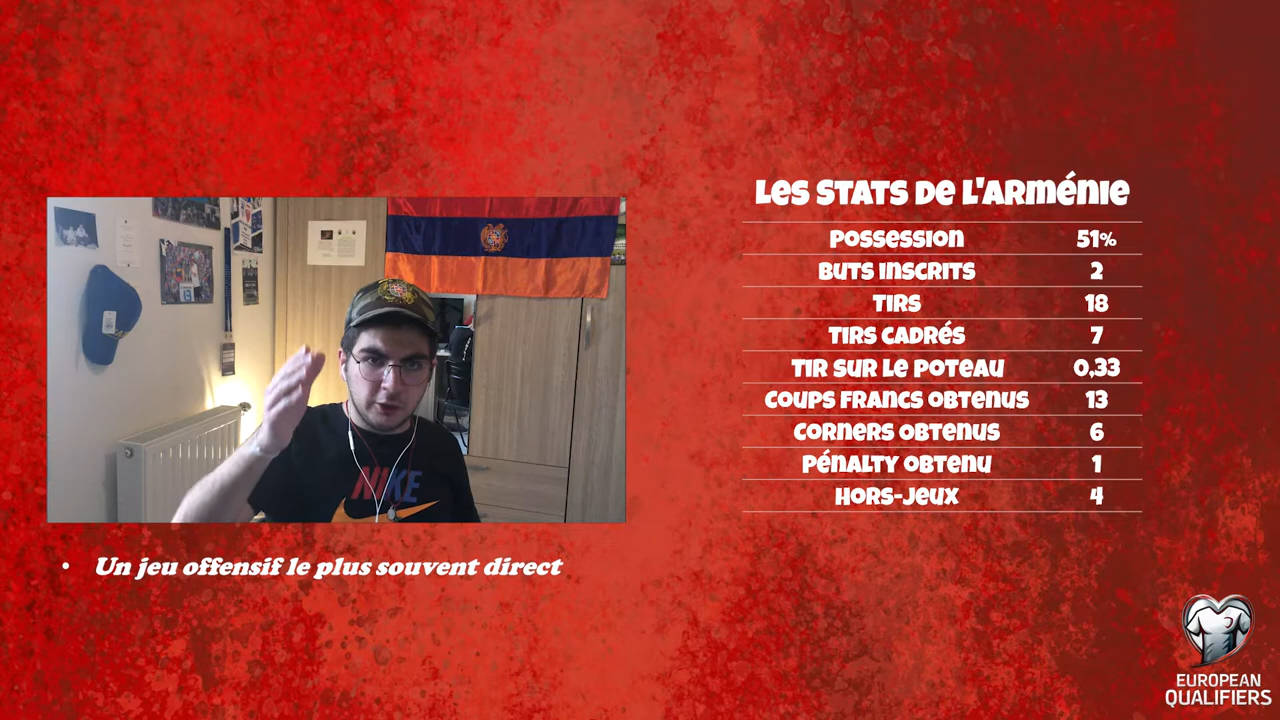 Les stats de l'Arménie
Possession 51%
Buts inscrits 2
Tirs 18
Tirs cadrés 7
Tir sur le poteau 0,33
Coups francs obtenus 13
Corners obtenus 6
Pénalty obtenu 1
Hors-jeux 4
NIKE
• Un jeu offensif le plus souvent direct
EUROPEAN
QUALIFIERS